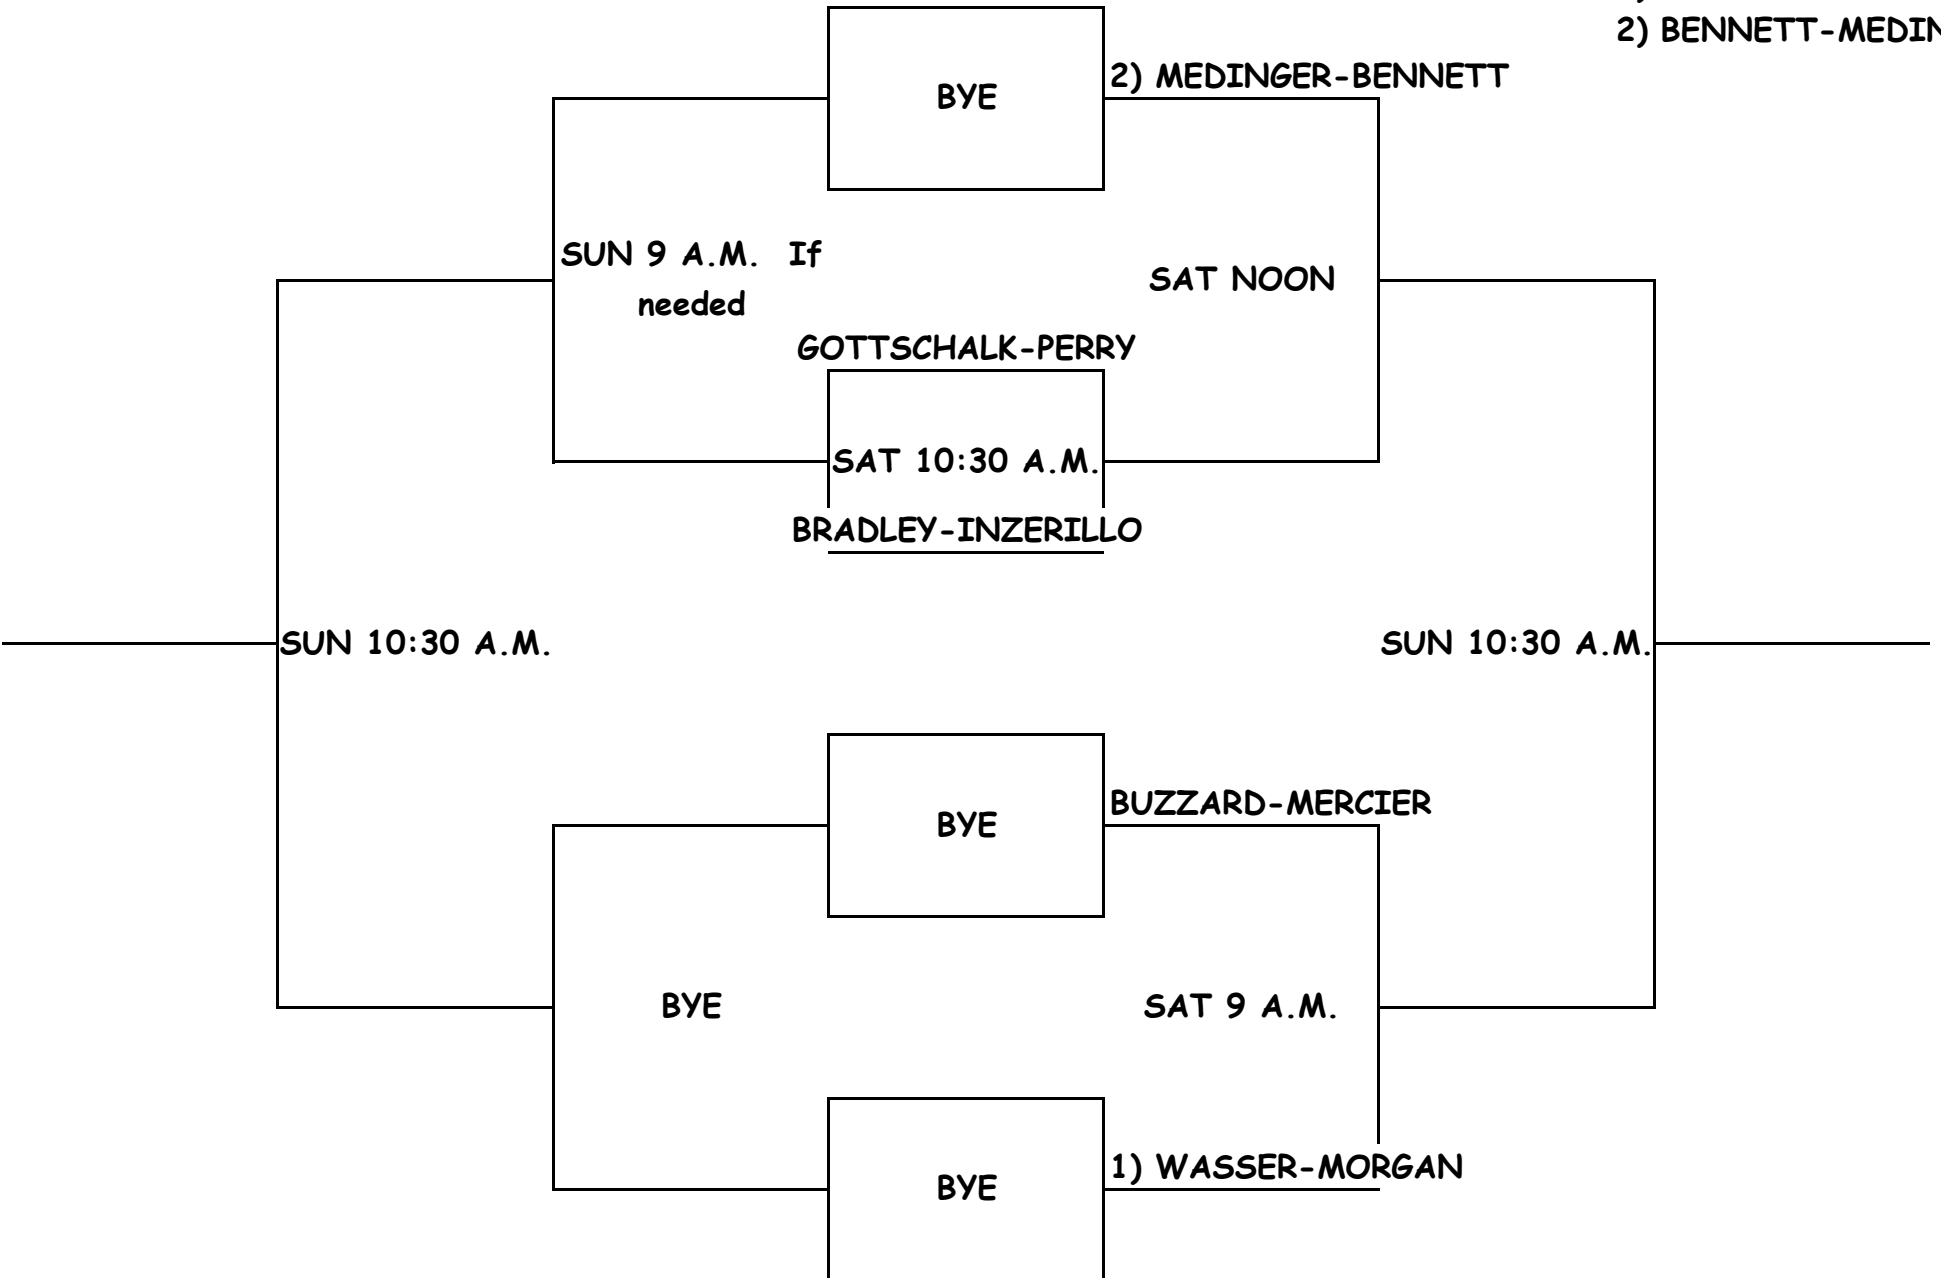 2) BENNETT-MEDIN
2) MEDINGER-BENNETT
BYE
SUN 9 A.M. If
needed
SAT NOON
GOTTSCHALK-PERRY
SAT 10:30 A.M.
BRADLEY-INZERILLO
SUN 10:30 A.M.
SUN 10:30 A.M.
BUZZARD-MERCIER
BYE
BYE
SAT 9 A.M.
1) WASSER-MORGAN
BYE